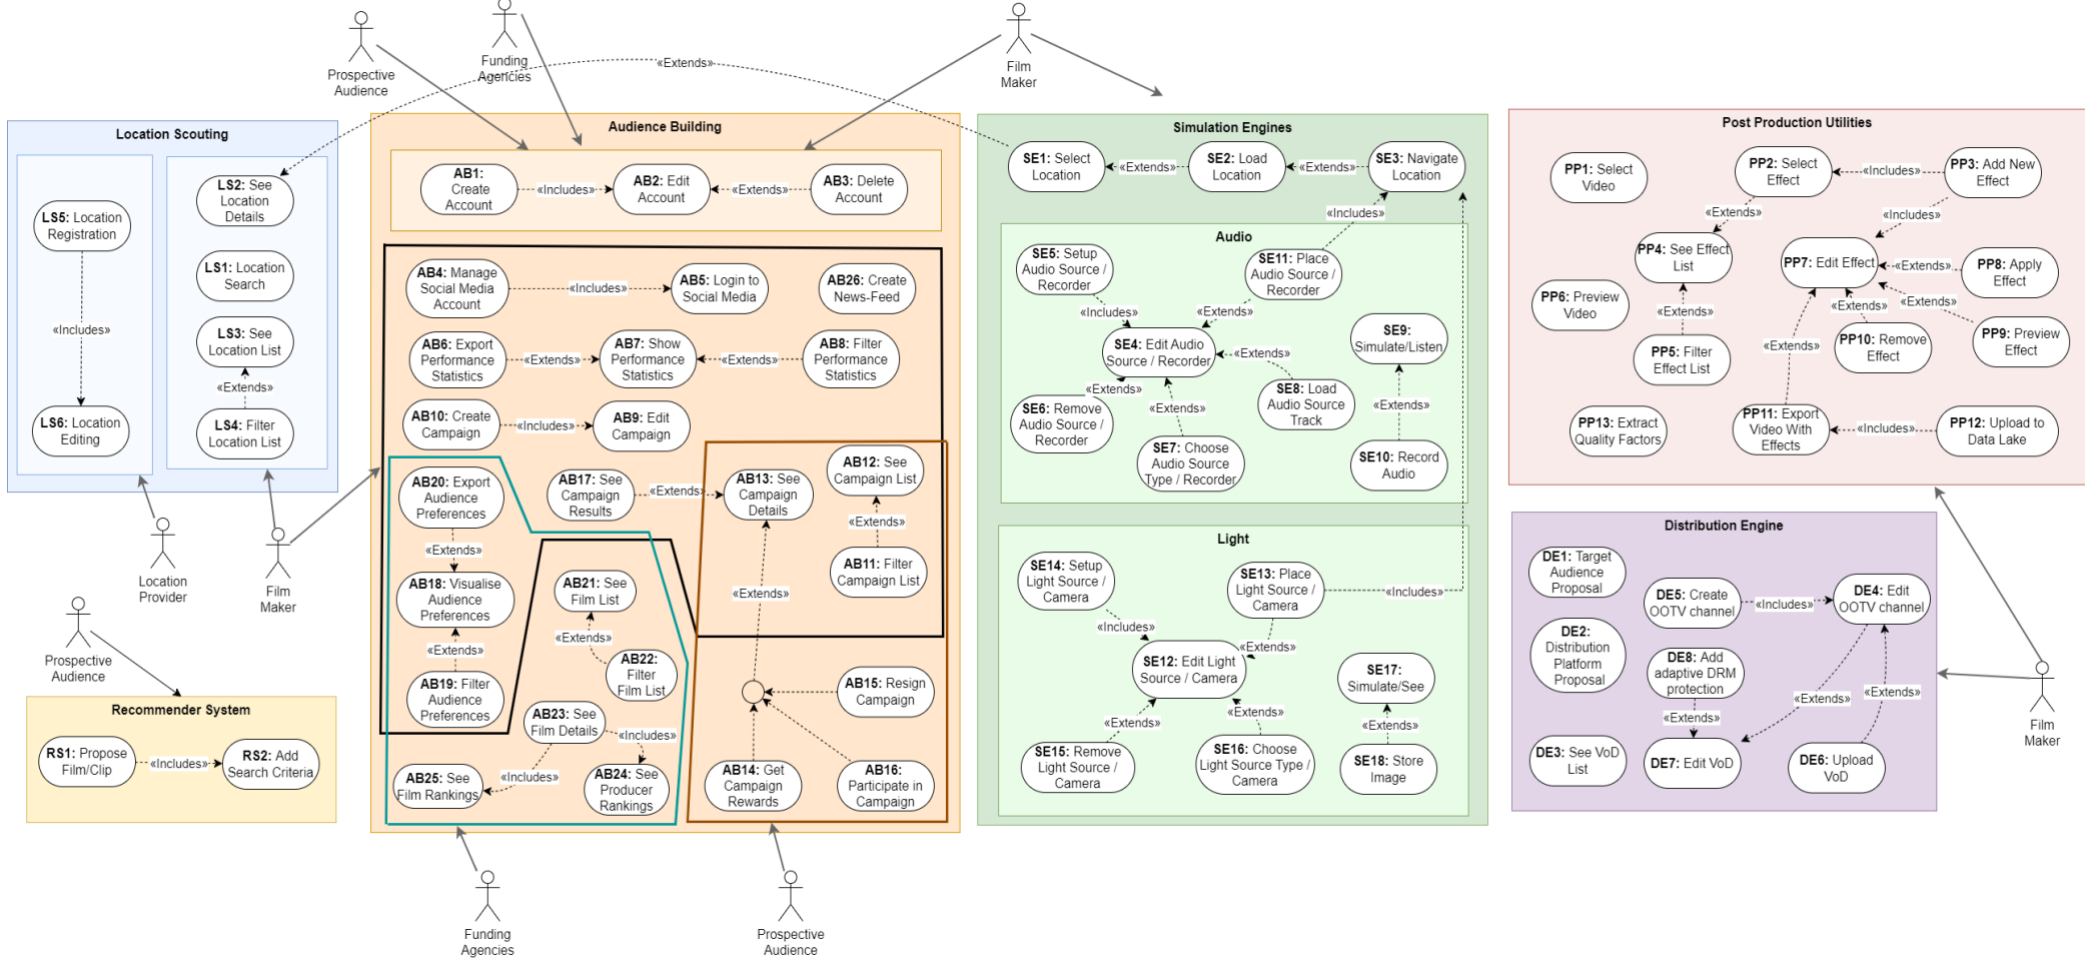 Prospective
Audience
Funding
Agencies
Film
Maker
«Extends»
Location Scouting
LS5: Location
Registration
«Includes»
LS6: Location
Editing
LS2: See
Location
Details
LS1: Location
Search
LS3: See
Location List
«Extends»
LS4: Filter
Location List
Location
Provider
Film
Maker
Prospective
Audience
Recommender System
RS1: Propose
Film/Clip
«Includes»
RS2: Add
Search Criteria
Audience Building
AB1:
Create
Account
«Includes»
AB2: Edit
Account
«Extends»
AB3: Delete
Account
AB4: Manage
Social Media
Account
«Includes»
AB5: Login to
Social Media
AB26: Create
News-Feed
AB6: Export
Performance
Statistics
«Extends»
AB7: Show
Performance
Statistics
«Extends»
AB8: Filter
Performance
Statistics
AB10: Create
Campaign
«Includes»
AB9: Edit
Campaign
AB20: Export
Audience
Preferences
AB17: See
Campaign
Results
«Extends»
AB13: See
Campaign
Details
AB12: See
Campaign List
«Extends»
AB11: Filter
Campaign List
«Extends»
AB18: Visualise
Audience
Preferences
«Extends»
AB19: Filter
Audience
Preferences
AB21: See
Film List
«Extends»
AB22:
Filter
Film List
«Extends»
AB23: See
Film Details
«Includes»
«Includes»
AB25: See
Film Rankings
AB24: See
Producer
Rankings
AB15: Resign
Campaign
AB14: Get
Campaign
Rewards
AB16:
Participate in
Campaign
Funding
Agencies
Prospective
Audience
Simulation Engines
SE1: Select
Location
«Extends»
SE2: Load
Location
«Extends»
SE3: Navigate
Location
«Includes»
Audio
SE5: Setup
Audio Source /
Recorder
SE11: Place
Audio Source /
Recorder
«Includes»
«Extends»
SE4: Edit Audio
Source / Recorder
SE9:
Simulate/Listen
«Extends»
«Extends»
SE6: Remove
Audio Source /
Recorder
«Extends»
SE8: Load
Audio Source
Track
«Extends»
SE7: Choose
Audio Source
Type / Recorder
SE10: Record
Audio
Light
SE14: Setup
Light Source /
Camera
SE13: Place
Light Source /
Camera
«Includes»
«Includes»
«Extends»
SE12: Edit Light
Source / Camera
SE17:
Simulate/See
«Extends»
«Extends»
«Extends»
SE15: Remove
Light Source /
Camera
SE16: Choose
Light Source Type
/ Camera
SE18: Store
Image
Post Production Utilities
PP1: Select
Video
PP2: Select
Effect
«Includes»
PP3: Add New
Effect
«Extends»
«Includes»
PP4: See Effect
List
PP7: Edit Effect
«Extends»
PP8: Apply
Effect
PP6: Preview
Video
«Extends»
«Extends»
«Extends»
PP5: Filter
Effect List
«Extends»
PP10: Remove
Effect
PP9: Preview
Effect
PP13: Extract
Quality Factors
PP11: Export
Video With
Effects
«Includes»
PP12: Upload to
Data Lake
Distribution Engine
DE1: Target
Audience
Proposal
DE5: Create
OOTV channel
«Includes»
DE4: Edit
OOTV channel
DE2:
Distribution
Platform
Proposal
DE8: Add
adaptive DRM
protection
«Extends»
«Extends»
«Extends»
DE3: See VoD
List
DE7: Edit VoD
DE6: Upload
VoD
Film
Maker